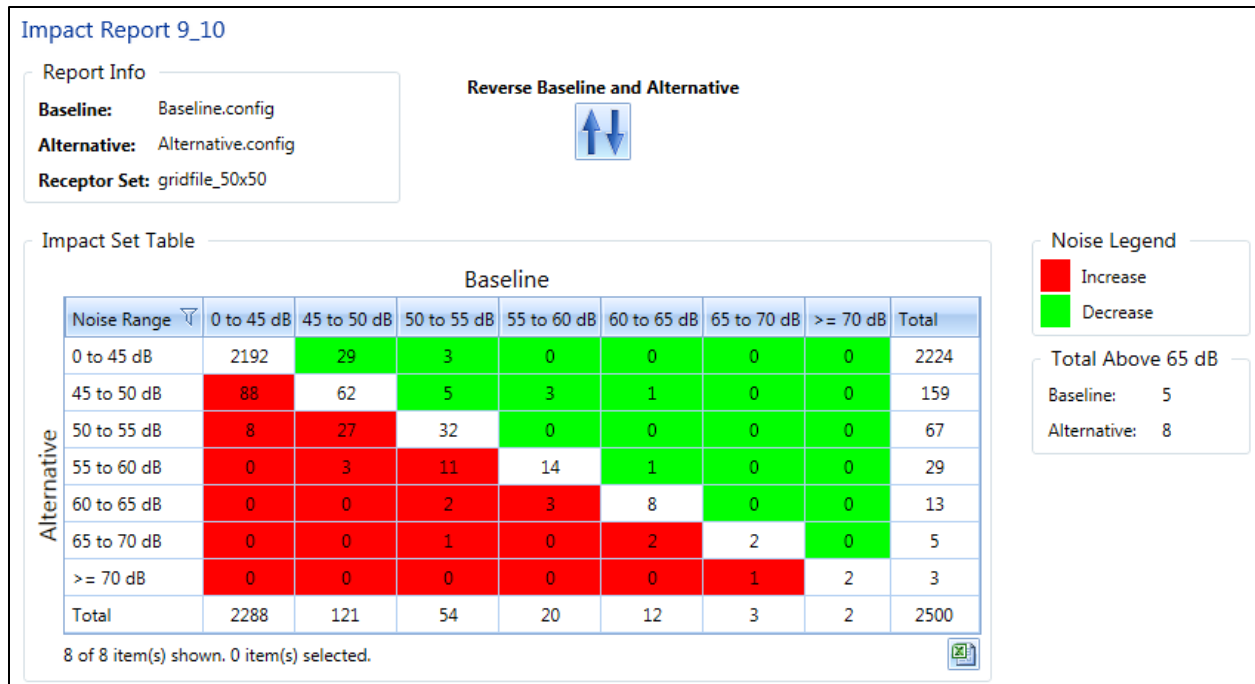 Impact Report 9_10
Report Info
Baseline: Baseline.config
Alternative: Alternative.config
Receptor Set: gridfile_50x50
Reverse Baseline and Alternative
Impact Set Table
Baseline
Alternative
Noise Range 0 to 45 dB 45 to 50 dB 50 to 55 dB 55 to 60 dB 60 to 65 dB 65 to 70 dB >= 70 dB Total
0 to 45 dB 2192 29 3 0 0 0 0 2224
45 to 50 dB 88 62 5 3 1 0 0 159
50 to 55 dB 8 27 32 0 0 0 0 67
55 to 60 dB 0 3 11 14 1 0 0 29
60 to 65 dB 0 0 2 3 8 0 0 13
65 to 70 dB 0 0 1 0 2 2 0 5
>= 70 dB 0 0 0 0 0 1 2 3
Total 2288 121 54 20 12 3 2 2500
8 of 8 item(s) shown. 0 item(s) selected.
Noise Legend
Increase
Decrease
Total Above 65 dB
Baseline: 5
Alternative: 8